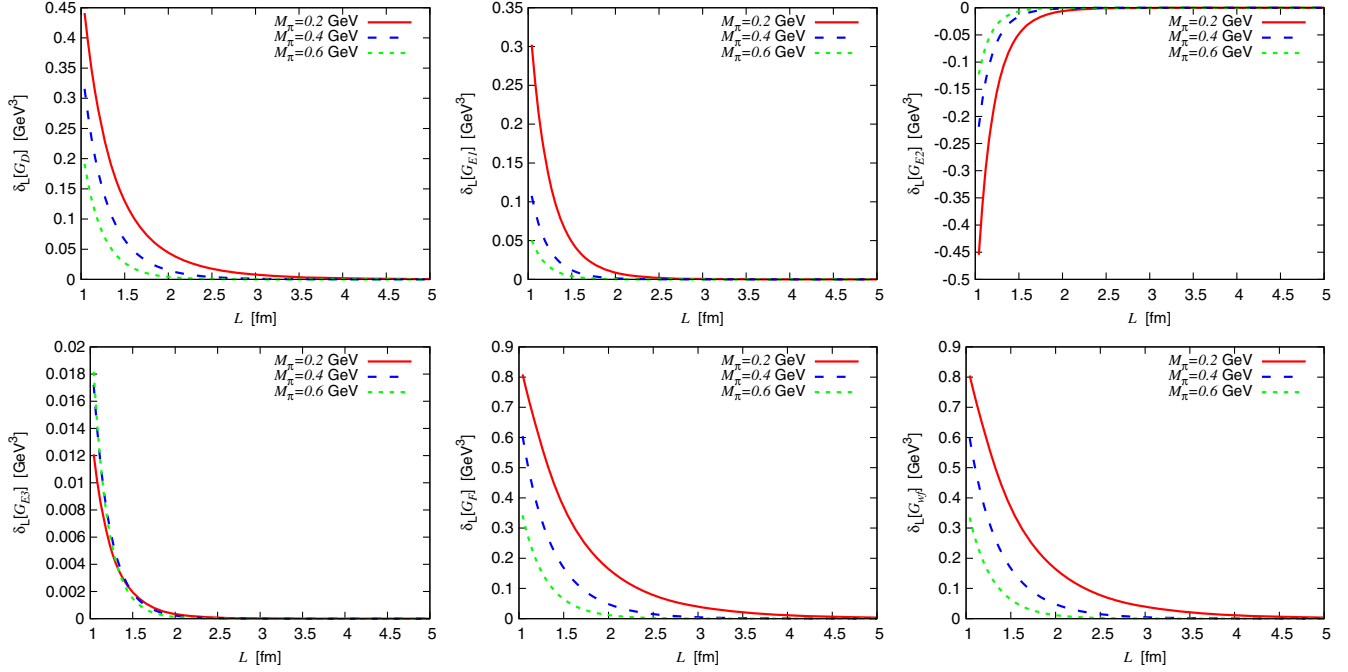 δL[GD] [GeV3]
0.45
0.4
0.35
0.3
0.25
0.2
0.15
0.1
0.05
0
Mπ=0.2 GeV
Mπ=0.4 GeV
Mπ=0.6 GeV
1 1.5 2 2.5 3 3.5 4 4.5 5
L [fm]
δL[GE1] [GeV3]
0.35
0.3
0.25
0.2
0.15
0.1
0.05
0
Mπ=0.2 GeV
Mπ=0.4 GeV
Mπ=0.6 GeV
1 1.5 2 2.5 3 3.5 4 4.5 5
L [fm]
δL[GE2] [GeV3]
0
-0.05
-0.1
-0.15
-0.2
-0.25
-0.3
-0.35
-0.4
-0.45
-0.5
Mπ=0.2 GeV
Mπ=0.4 GeV
Mπ=0.6 GeV
1 1.5 2 2.5 3 3.5 4 4.5 5
L [fm]
δL[GE3] [GeV3]
0.02
0.018
0.016
0.014
0.012
0.01
0.008
0.006
0.004
0.002
0
Mπ=0.2 GeV
Mπ=0.4 GeV
Mπ=0.6 GeV
1 1.5 2 2.5 3 3.5 4 4.5 5
L [fm]
δL[GF] [GeV3]
0.9
0.8
0.7
0.6
0.5
0.4
0.3
0.2
0.1
0
Mπ=0.2 GeV
Mπ=0.4 GeV
Mπ=0.6 GeV
1 1.5 2 2.5 3 3.5 4 4.5 5
L [fm]
δL[Gwf] [GeV3]
0.9
0.8
0.7
0.6
0.5
0.4
0.3
0.2
0.1
0
Mπ=0.2 GeV
Mπ=0.4 GeV
Mπ=0.6 GeV
1 1.5 2 2.5 3 3.5 4 4.5 5
L [fm]